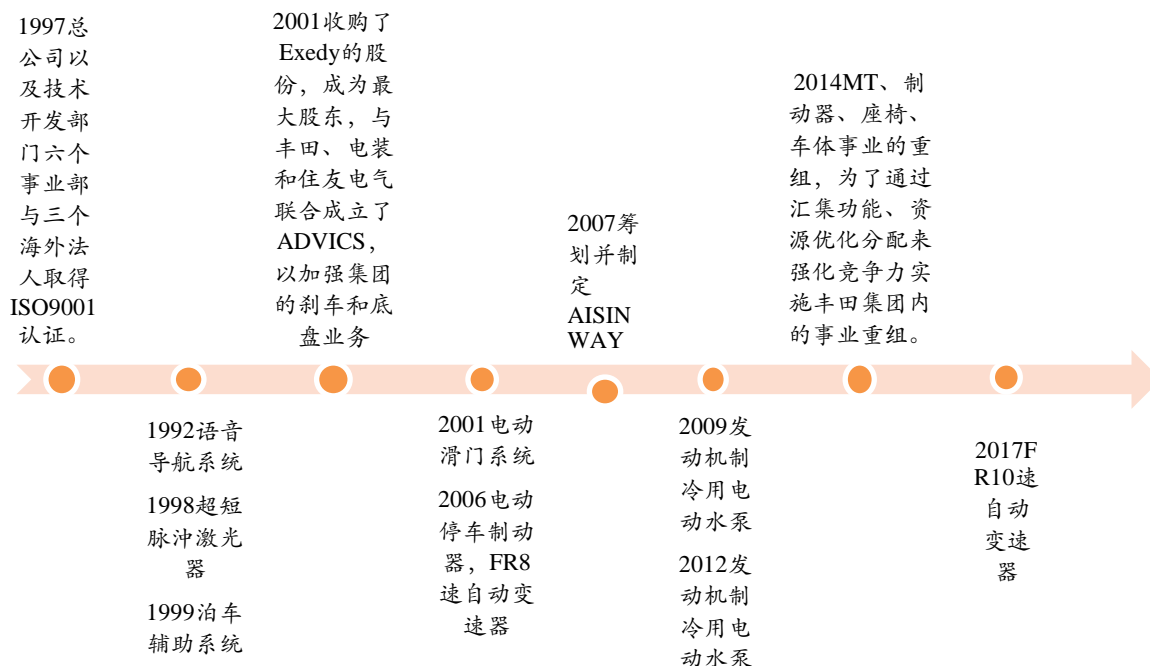 1997总
公司以
及技术
开发部
门六个
事业部
与三个
海外法
人取得
ISO9001
认证。
2001收购了
Exedy的股
份，成为最
大股东，与
丰田、电装
和住友电气
联合成立了
ADVICS，
以加强集团
的刹车和底
盘业务
2007筹
划并制
定
AISIN
WAY
2014MT、制
动器、座椅、
车体事业的重
组，为了通过
汇集功能、资
源优化分配来
强化竞争力实
施丰田集团内
的事业重组。
1992语音
导航系统
1998超短
脉冲激光
器
1999泊车
辅助系统
2001电动
滑门系统
2006电动
停车制动
器，FR8
速自动变
速器
2009发
动机制
冷用电
动水泵
2012发
动机制
冷用电
动水泵
2017F
R10速
自动
变速
器